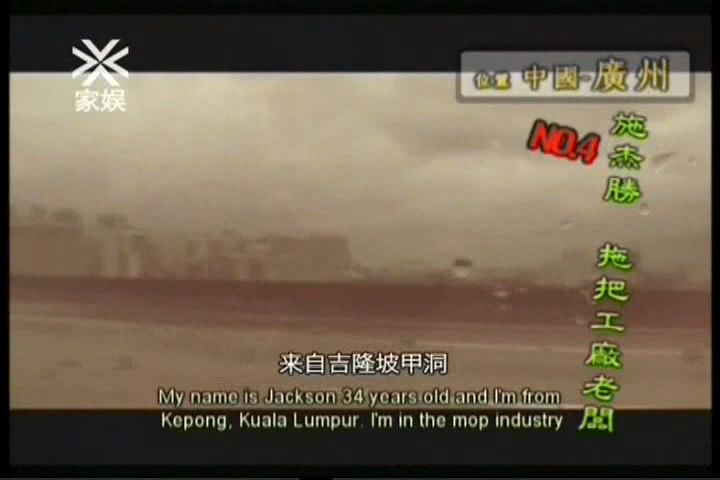 家娱
位置 中國-廣州
NO.4
施杰勝
拖把工廠老闆
来自吉隆坡甲洞
My name is Jackson 34 years old and I'm from
Kepong, Kuala Lumpur. I'm in the mop industry